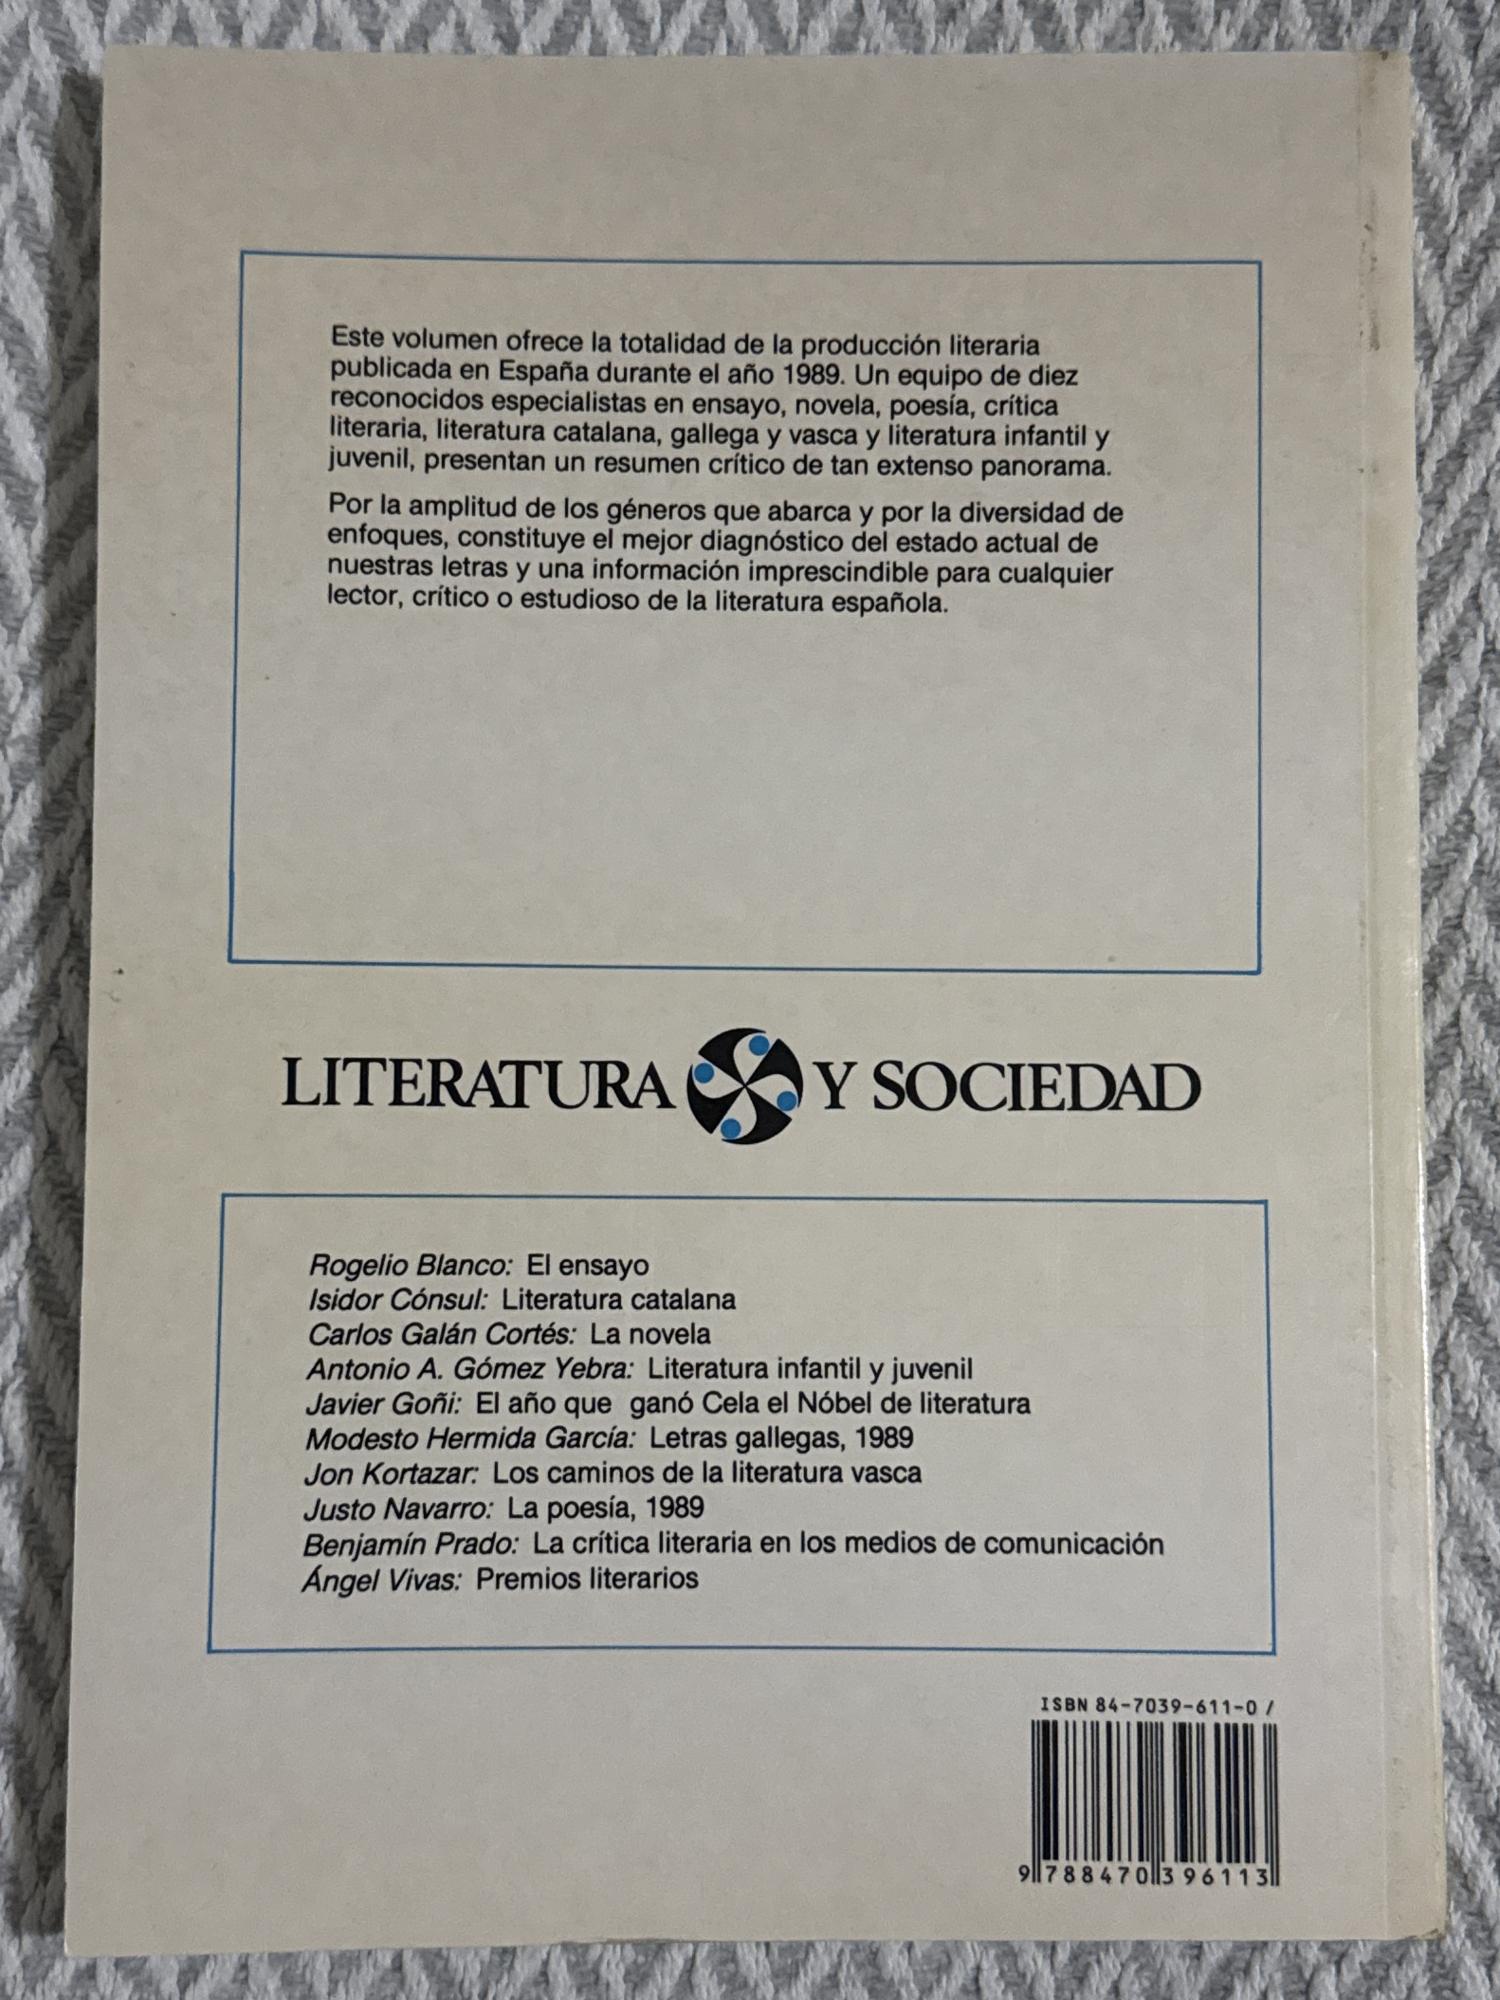 Este volumen ofrece la totalidad de la producción literaria
publicada en España durante el año 1989. Un equipo de diez
reconocidos especialistas en ensayo, novela, poesía, crítica
literaria, literatura catalana, gallega y vasca y literatura infantil y
juvenil, presentan un resumen crítico de tan extenso panorama.
Por la amplitud de los géneros que abarca y por la diversidad de
enfoques, constituye el mejor diagnóstico del estado actual de
nuestras letras y una información imprescindible para cualquier
lector, crítico o estudioso de la literatura española.
LITERATURA Y SOCIEDAD
Rogelio Blanco: El ensayo
Isidor Cónsul: Literatura catalana
Carlos Galán Cortés: La novela
Antonio A. Gómez Yebra: Literatura infantil y juvenil
Javier Goñi: El año que ganó Cela el Nóbel de literatura
Modesto Hermida García: Letras gallegas, 1989
Jon Kortazar: Los caminos de la literatura vasca
Justo Navarro: La poesía, 1989
Benjamín Prado: La crítica literaria en los medios de comunicación
Ángel Vivas: Premios literarios
ISBN 84-7039-611-0 /
9 788470 396113